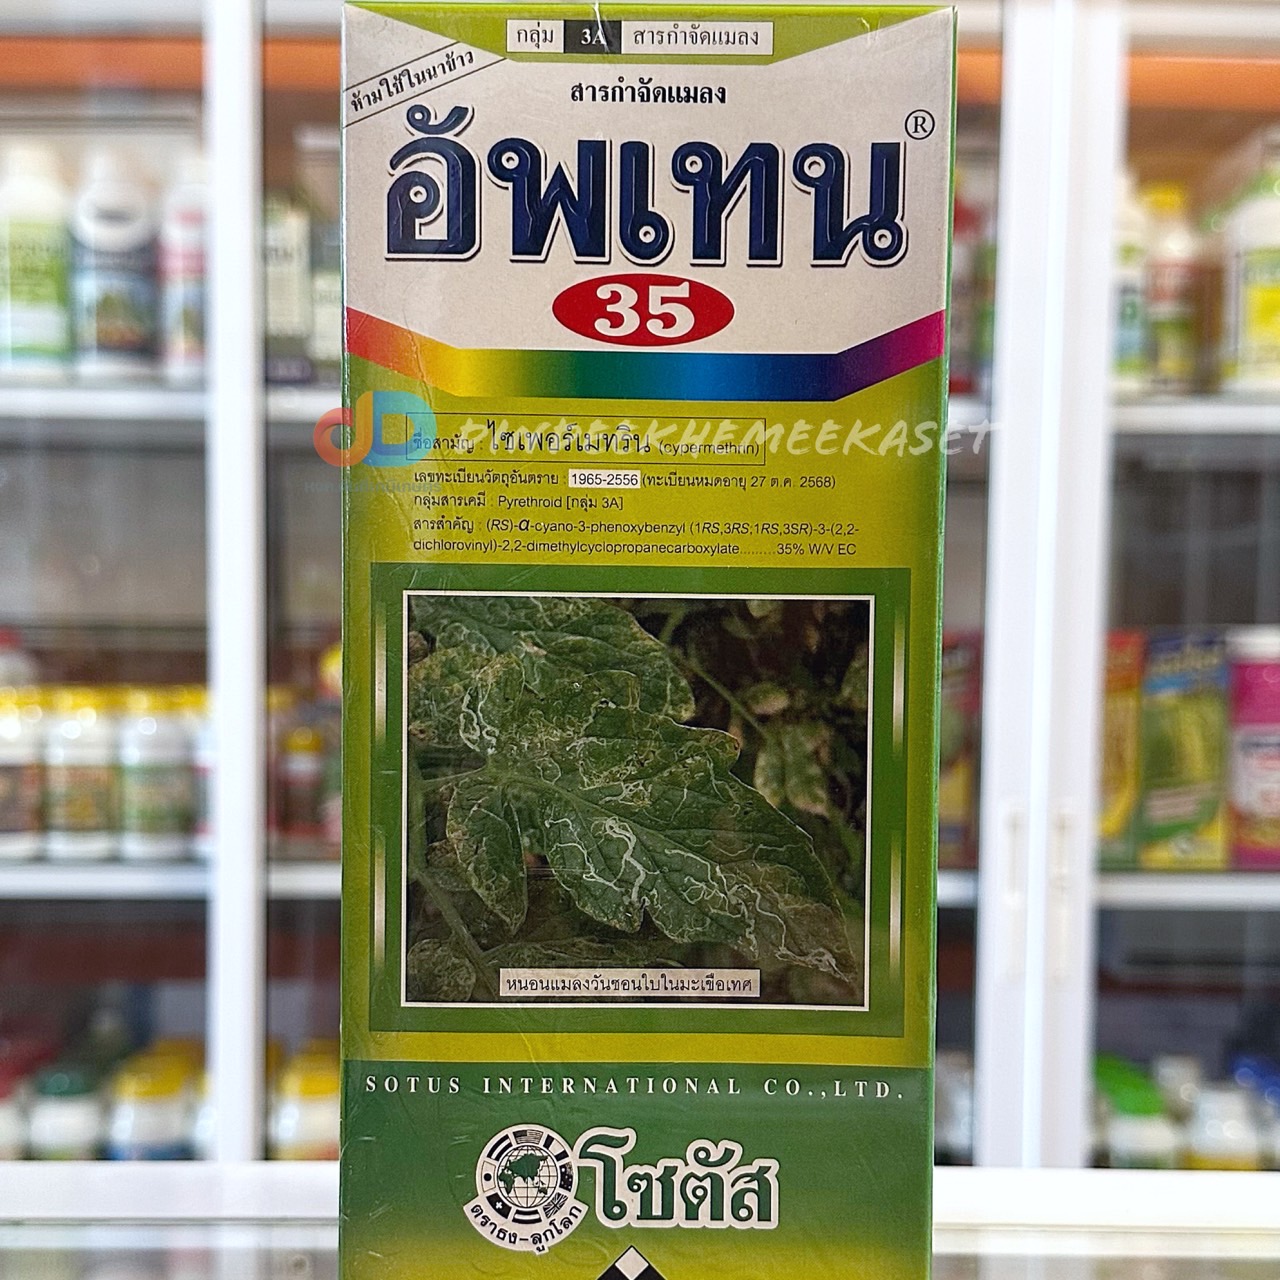 กลุ่ม 3A สารกำจัดแมลง
ห้ามใช้ในนาข้าว
สารกำจัดแมลง
อัพเทน®
35
DINDEEKHEMEEKASET
ชื่อสามัญ : ไซเพอร์เมทริน (cypermethrin)
เลขทะเบียนวัตถุอันตราย : 1965-2556 (ทะเบียนหมดอายุ 27 ต.ค. 2568)
กลุ่มสารเคมี : Pyrethroid [กลุ่ม 3A]
สารสำคัญ : (RS)-α-cyano-3-phenoxybenzyl (1RS,3RS;1RS,3SR)-3-(2,2-
dichlorovinyl)-2,2-dimethylcyclopropanecarboxylate.........35% W/V EC
หนอนแมลงวันชอนใบในมะเขือเทศ
SOTUS INTERNATIONAL CO.,LTD.
โซตัส
ตราธง-ลูกโลก